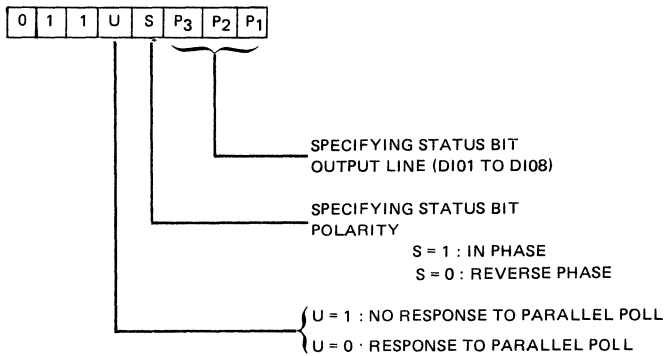 0 1 1 U S P3 P2 P1
SPECIFYING STATUS BIT
OUTPUT LINE (DI01 TO DI08)
SPECIFYING STATUS BIT
POLARITY
S = 1 : IN PHASE
S = 0 : REVERSE PHASE
U = 1 : NO RESPONSE TO PARALLEL POLL
U = 0 · RESPONSE TO PARALLEL POLL